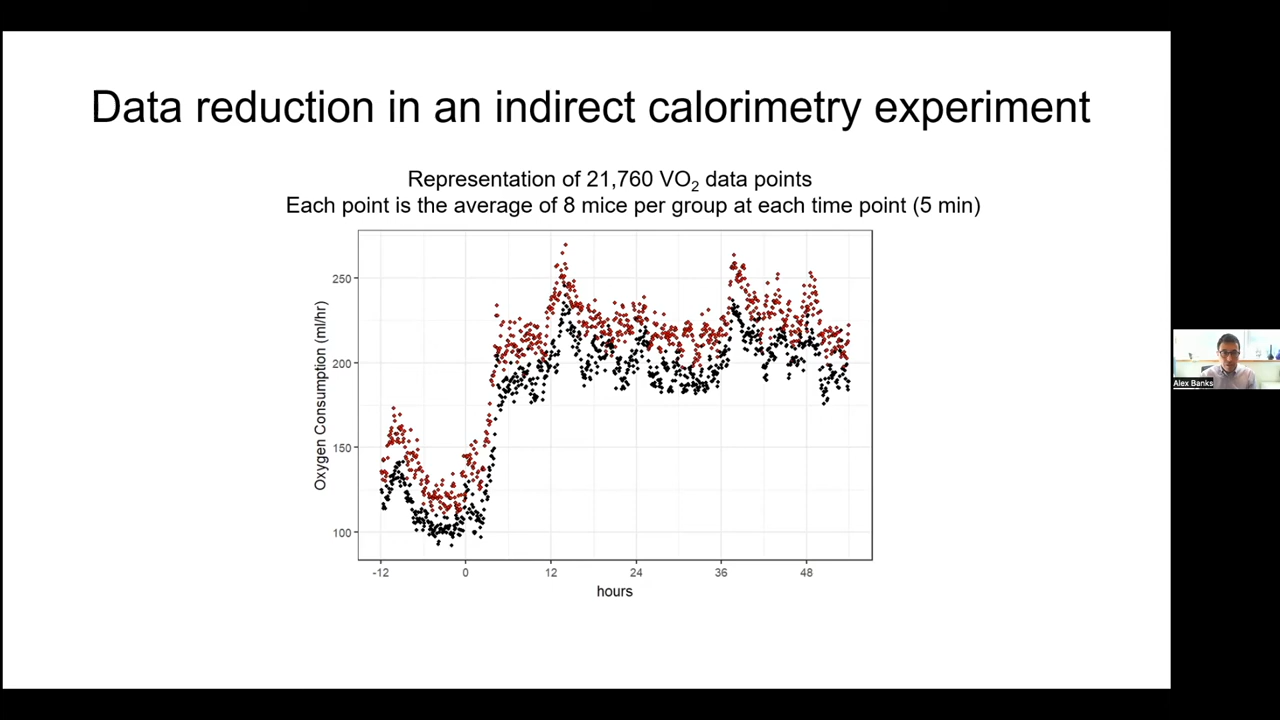 Data reduction in an indirect calorimetry experiment
Representation of 21,760 VO₂ data points
Each point is the average of 8 mice per group at each time point (5 min)
Oxygen Consumption (ml/hr)
250
200
150
100
-12 0 12 24 36 48
hours
Alex Banks